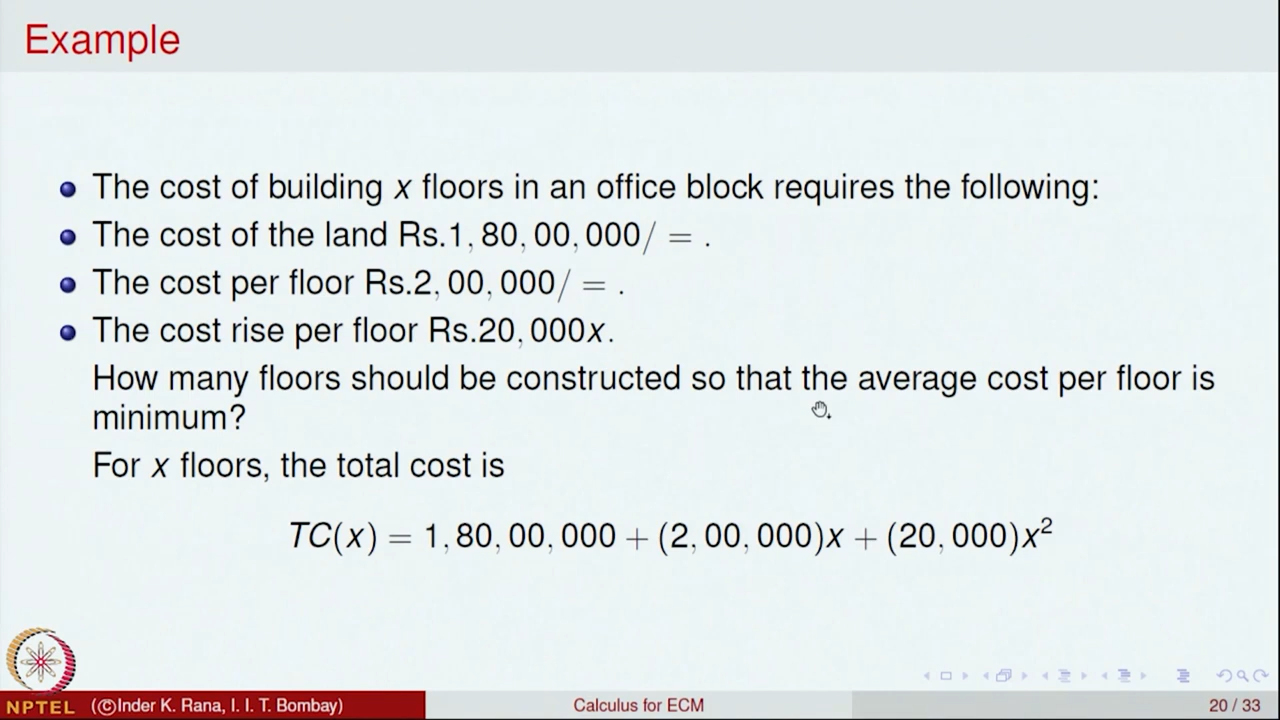 Example
The cost of building x floors in an office block requires the following:
The cost of the land Rs.1, 80, 00, 000/ = .
The cost per floor Rs.2, 00, 000/ = .
The cost rise per floor Rs.20, 000x.
How many floors should be constructed so that the average cost per floor is
minimum?
For x floors, the total cost is
TC(x) = 1, 80, 00, 000 + (2, 00, 000)x + (20, 000)x²
NPTEL
(©Inder K. Rana, I. I. T. Bombay)
Calculus for ECM
20 / 33